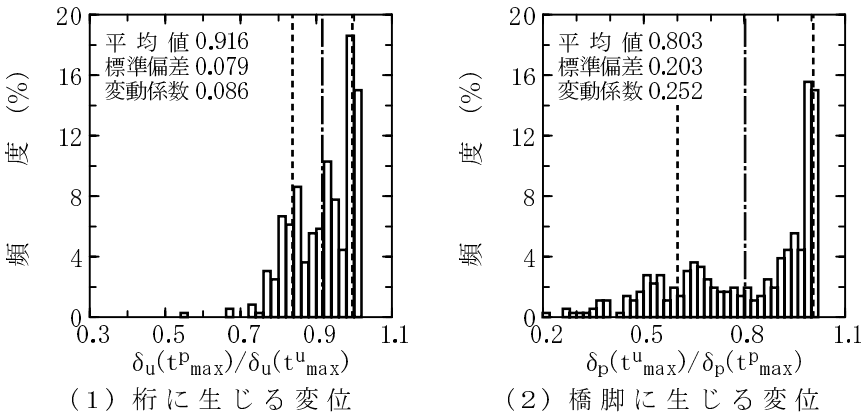 頻 度 (%)
20
16
12
8
4
0
平均値 0.916
標準偏差 0.079
変動係数 0.086
0.3 0.5 0.7 0.9 1.1
δu(tᵖmax)/δu(tᵘmax)
(1) 桁に生じる変位
頻 度 (%)
20
16
12
8
4
0
平均値 0.803
標準偏差 0.203
変動係数 0.252
0.2 0.5 0.8 1.1
δp(tᵘmax)/δp(tᵖmax)
(2) 橋脚に生じる変位